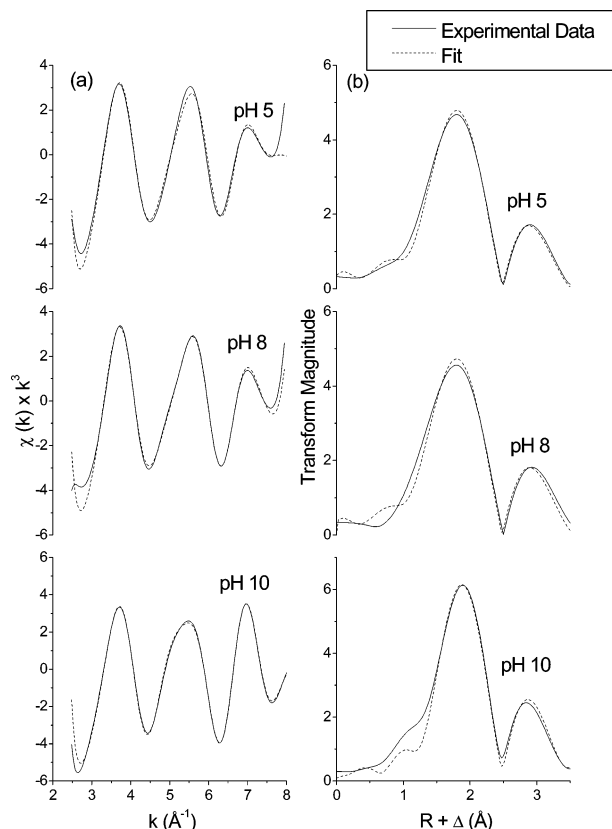 Experimental Data
Fit
(a)
(b)
4
2
0
-2
-4
-6
pH 5
6
4
2
0
pH 5
4
2
0
-2
-4
-6
pH 8
6
4
2
0
pH 8
χ (k) x k³
Transform Magnitude
4
2
0
-2
-4
-6
pH 10
6
4
2
0
pH 10
2 3 4 5 6 7 8
0 1 2 3
k (Å⁻¹)
R + Δ (Å)